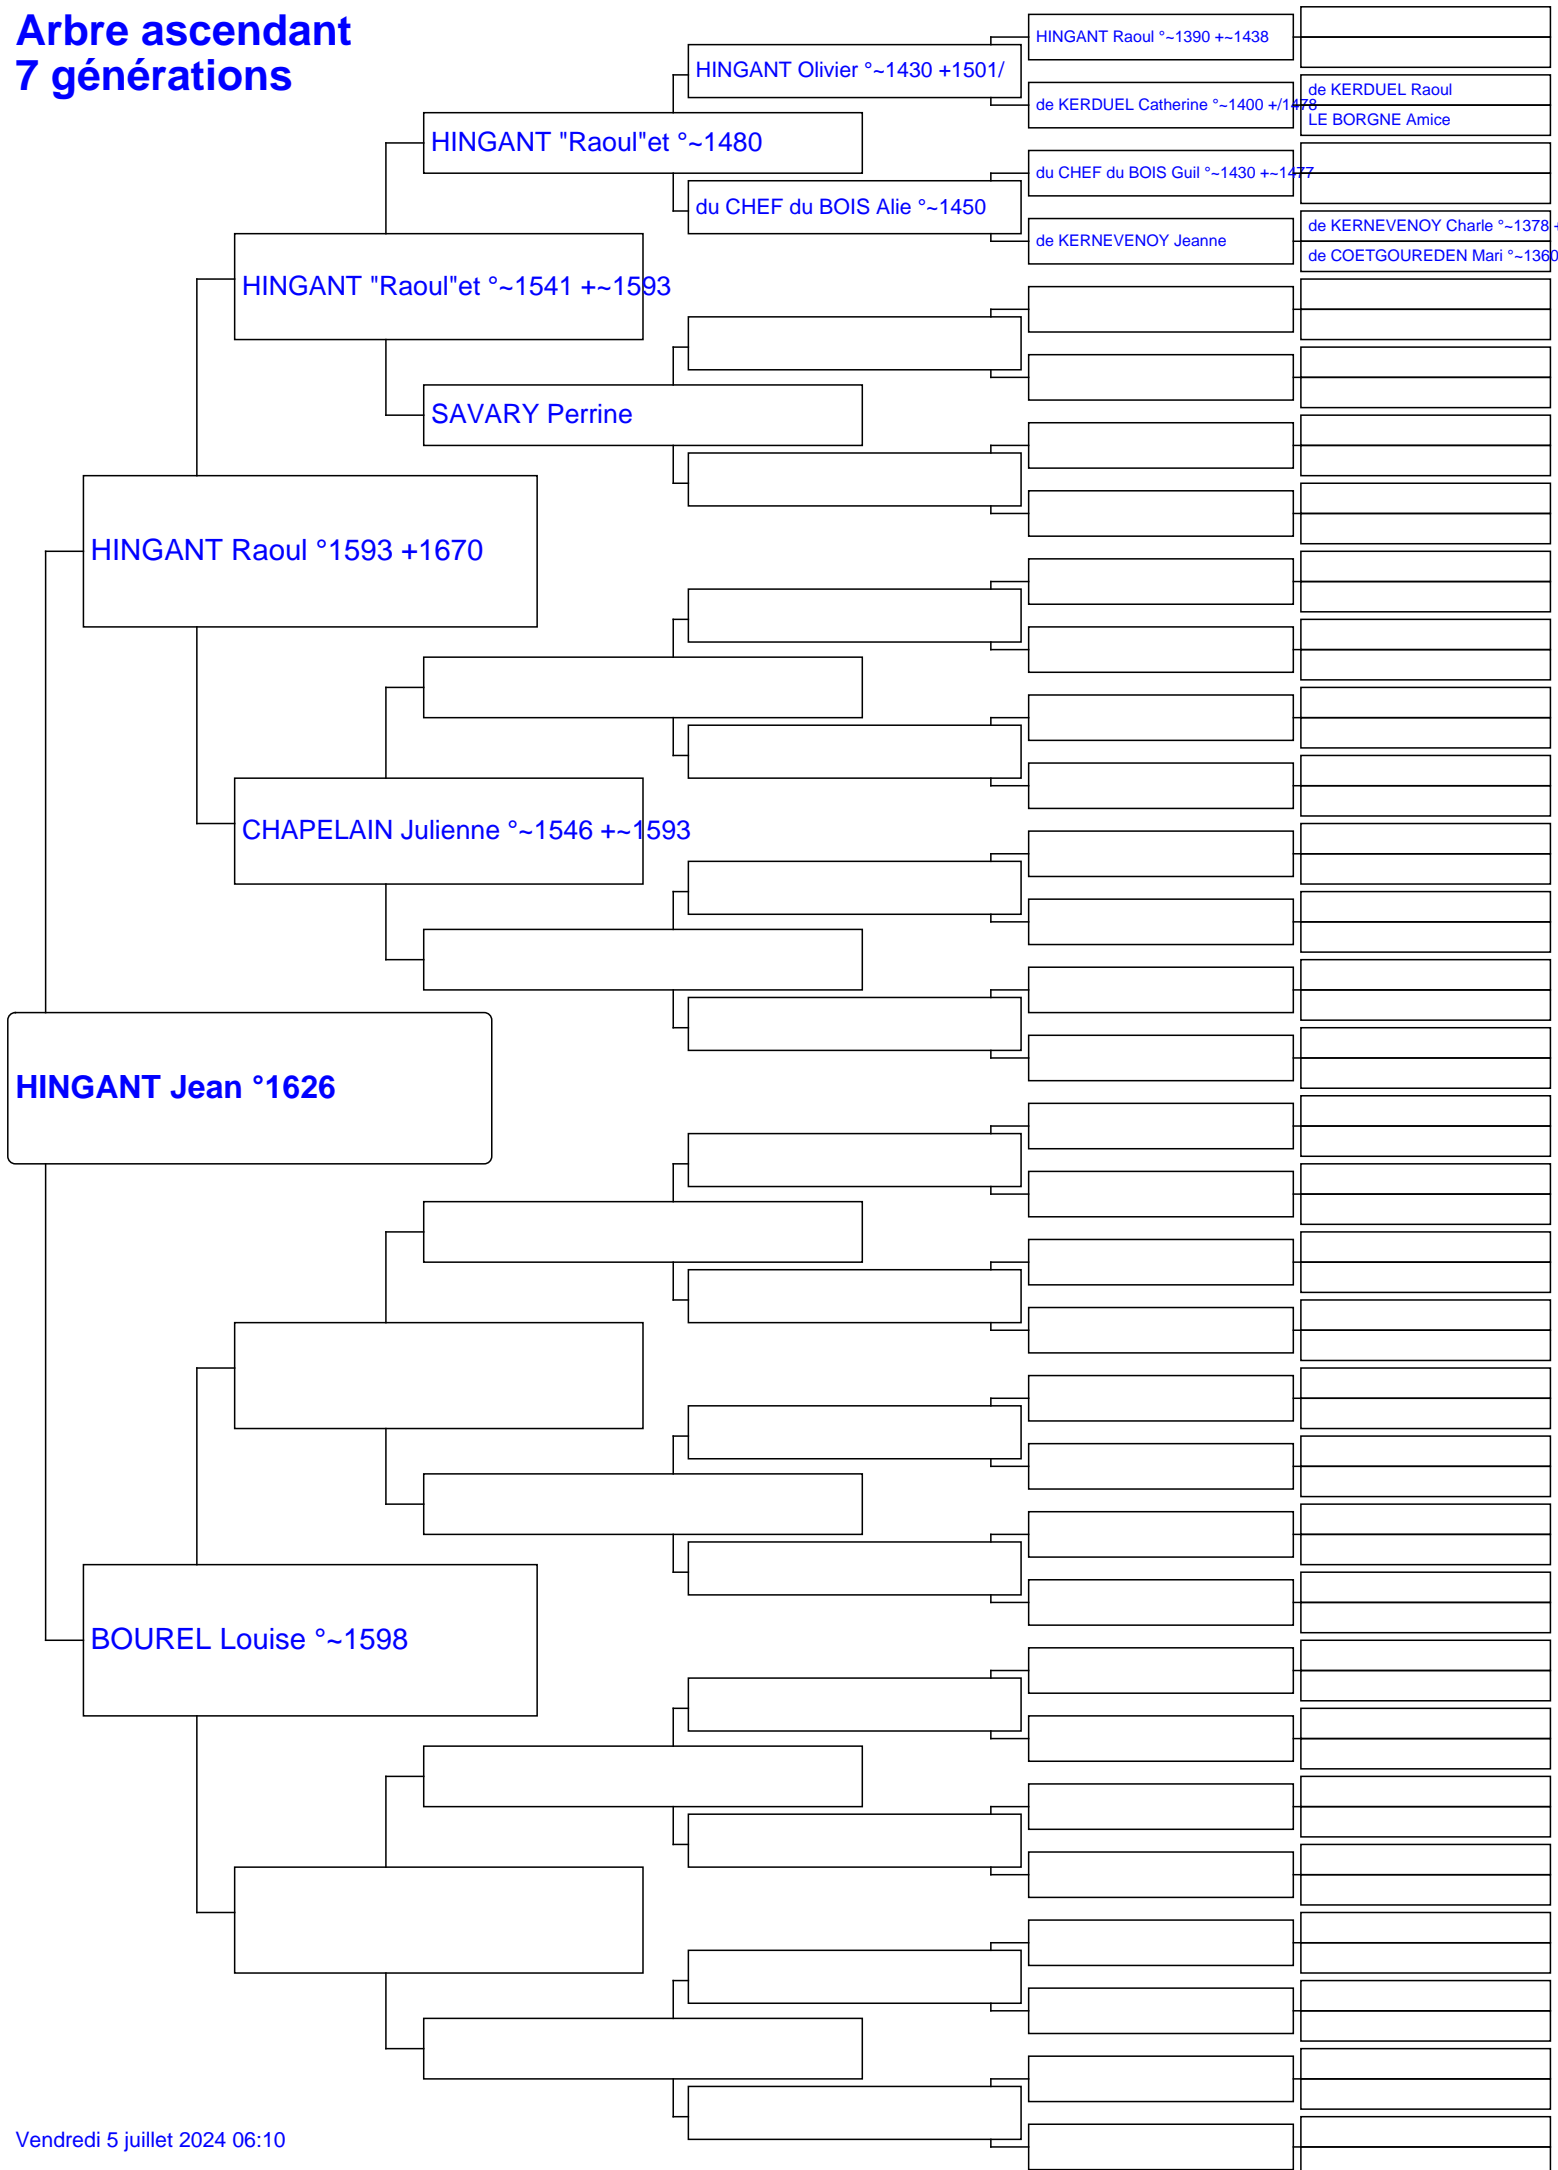 Arbre ascendant
7 générations
HINGANT Raoul °~1390 +~1438
HINGANT Olivier °~1430 +1501/
de KERDUEL Raoul
de KERDUEL Catherine °~1400 +/1478
LE BORGNE Amice
HINGANT "Raoul"et °~1480
du CHEF du BOIS Guil °~1430 +~1477
du CHEF du BOIS Alie °~1450
de KERNEVENOY Charle °~1378 +
de KERNEVENOY Jeanne
de COETGOUREDEN Mari °~1360
HINGANT "Raoul"et °~1541 +~1593
SAVARY Perrine
HINGANT Raoul °1593 +1670
CHAPELAIN Julienne °~1546 +~1593
HINGANT Jean °1626
BOUREL Louise °~1598
Vendredi 5 juillet 2024 06:10